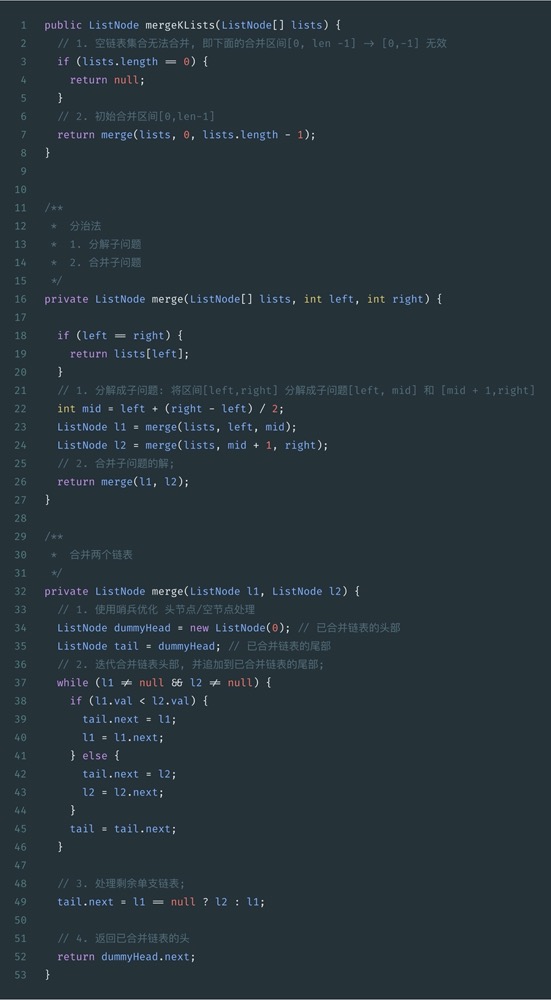 1 public ListNode mergeKLists(ListNode[] lists) {
2 // 1. 空链表集合无法合并, 即下面的合并区间[0, len -1] -> [0,-1] 无效
3 if (lists.length == 0) {
4 return null;
5 }
6 // 2. 初始合并区间[0,len-1]
7 return merge(lists, 0, lists.length - 1);
8 }
9
10
11 /**
12 * 分治法
13 * 1. 分解子问题
14 * 2. 合并子问题
15 */
16 private ListNode merge(ListNode[] lists, int left, int right) {
17
18 if (left == right) {
19 return lists[left];
20 }
21 // 1. 分解成子问题: 将区间[left,right] 分解成子问题[left, mid] 和 [mid + 1,right]
22 int mid = left + (right - left) / 2;
23 ListNode l1 = merge(lists, left, mid);
24 ListNode l2 = merge(lists, mid + 1, right);
25 // 2. 合并子问题的解;
26 return merge(l1, l2);
27 }
28
29 /**
30 * 合并两个链表
31 */
32 private ListNode merge(ListNode l1, ListNode l2) {
33 // 1. 使用哨兵优化 头节点/空节点处理
34 ListNode dummyHead = new ListNode(0); // 已合并链表的头部
35 ListNode tail = dummyHead; // 已合并链表的尾部
36 // 2. 迭代合并链表头部, 并追加到已合并链表的尾部;
37 while (l1 != null && l2 != null) {
38 if (l1.val < l2.val) {
39 tail.next = l1;
40 l1 = l1.next;
41 } else {
42 tail.next = l2;
43 l2 = l2.next;
44 }
45 tail = tail.next;
46 }
47
48 // 3. 处理剩余单支链表;
49 tail.next = l1 == null ? l2 : l1;
50
51 // 4. 返回已合并链表的头
52 return dummyHead.next;
53 }